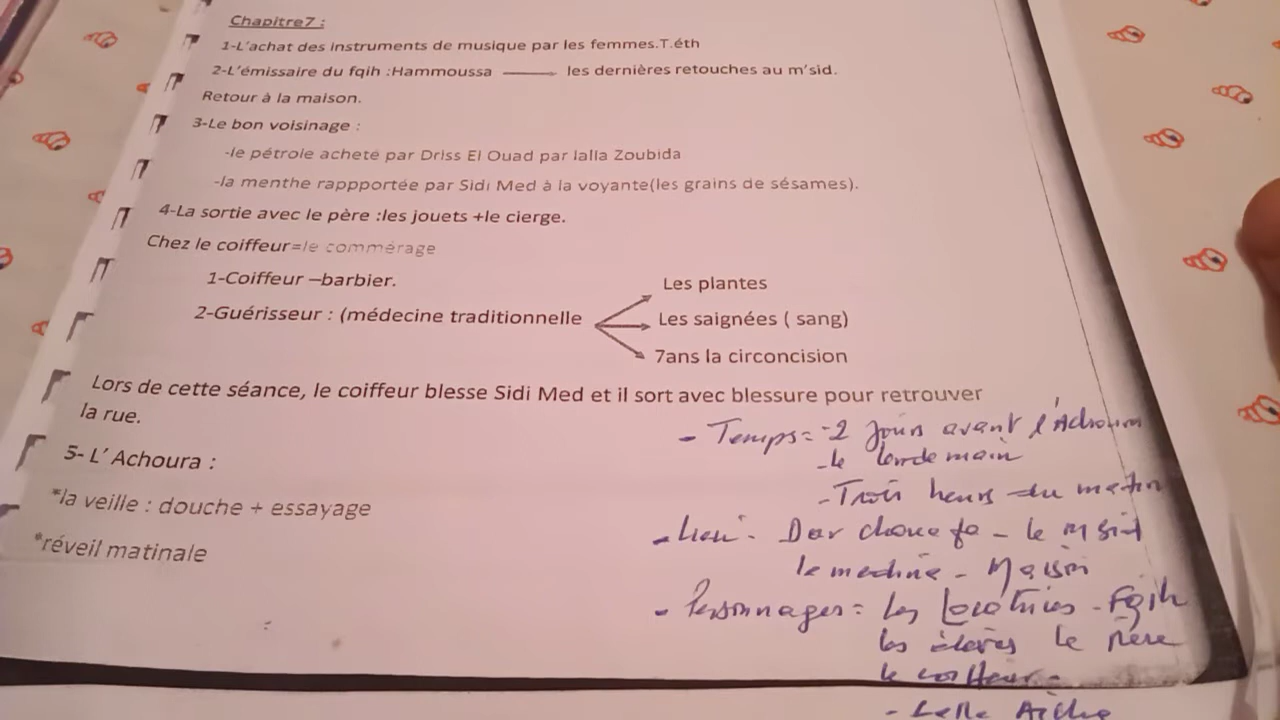 Chapitre7 :
1-L'achat des instruments de musique par les femmes.T.éth
2-L'émissaire du fqih :Hammoussa ⟶ les dernières retouches au m'sid.
Retour à la maison.
3-Le bon voisinage :
-le pétrole acheté par Driss El Ouad par lalla Zoubida
-la menthe rappportée par Sidi Med à la voyante(les grains de sésames).
4-La sortie avec le père :les jouets +le cierge.
Chez le coiffeur=le commérage
1-Coiffeur –barbier.
2-Guérisseur : (médecine traditionnelle
Les plantes
Les saignées ( sang)
7ans la circoncision
Lors de cette séance, le coiffeur blesse Sidi Med et il sort avec blessure pour retrouver
la rue.
5- L' Achoura :
*la veille : douche + essayage
*réveil matinale
- Temps= -2 jours avant l'Achoura
-le lendemain
-Trois heures du matin
- Lieu : Dar chouafa - le Msid
le medina - Maison
- Personnages = les locatrices - Fqih
les élèves le père
le coiffeur -
- Lalla Aicha